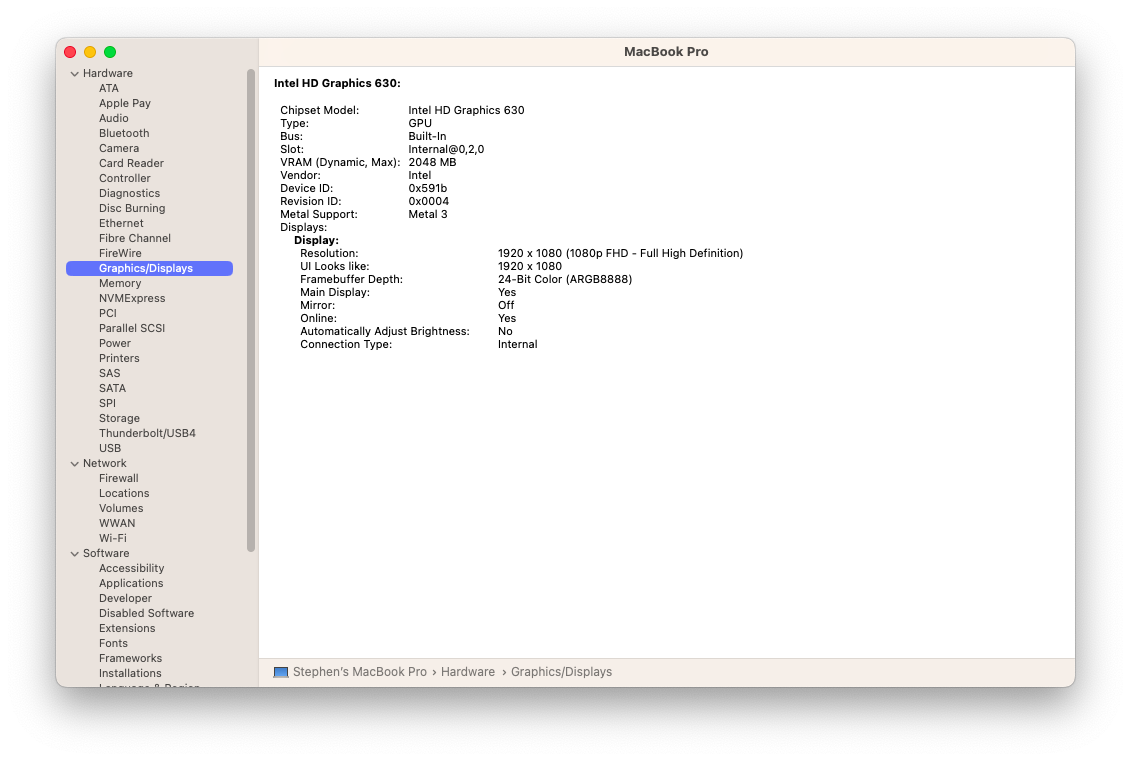 MacBook Pro
Hardware
ATA
Apple Pay
Audio
Bluetooth
Camera
Card Reader
Controller
Diagnostics
Disc Burning
Ethernet
Fibre Channel
FireWire
Graphics/Displays
Memory
NVMExpress
PCI
Parallel SCSI
Power
Printers
SAS
SATA
SPI
Storage
Thunderbolt/USB4
USB
Network
Firewall
Locations
Volumes
WWAN
Wi-Fi
Software
Accessibility
Applications
Developer
Disabled Software
Extensions
Fonts
Frameworks
Installations
Language & Region
Intel HD Graphics 630:
Chipset Model: Intel HD Graphics 630
Type: GPU
Bus: Built-In
Slot: Internal@0,2,0
VRAM (Dynamic, Max): 2048 MB
Vendor: Intel
Device ID: 0x591b
Revision ID: 0x0004
Metal Support: Metal 3
Displays:
Display:
Resolution: 1920 x 1080 (1080p FHD - Full High Definition)
UI Looks like: 1920 x 1080
Framebuffer Depth: 24-Bit Color (ARGB8888)
Main Display: Yes
Mirror: Off
Online: Yes
Automatically Adjust Brightness: No
Connection Type: Internal
Stephen's MacBook Pro › Hardware › Graphics/Displays